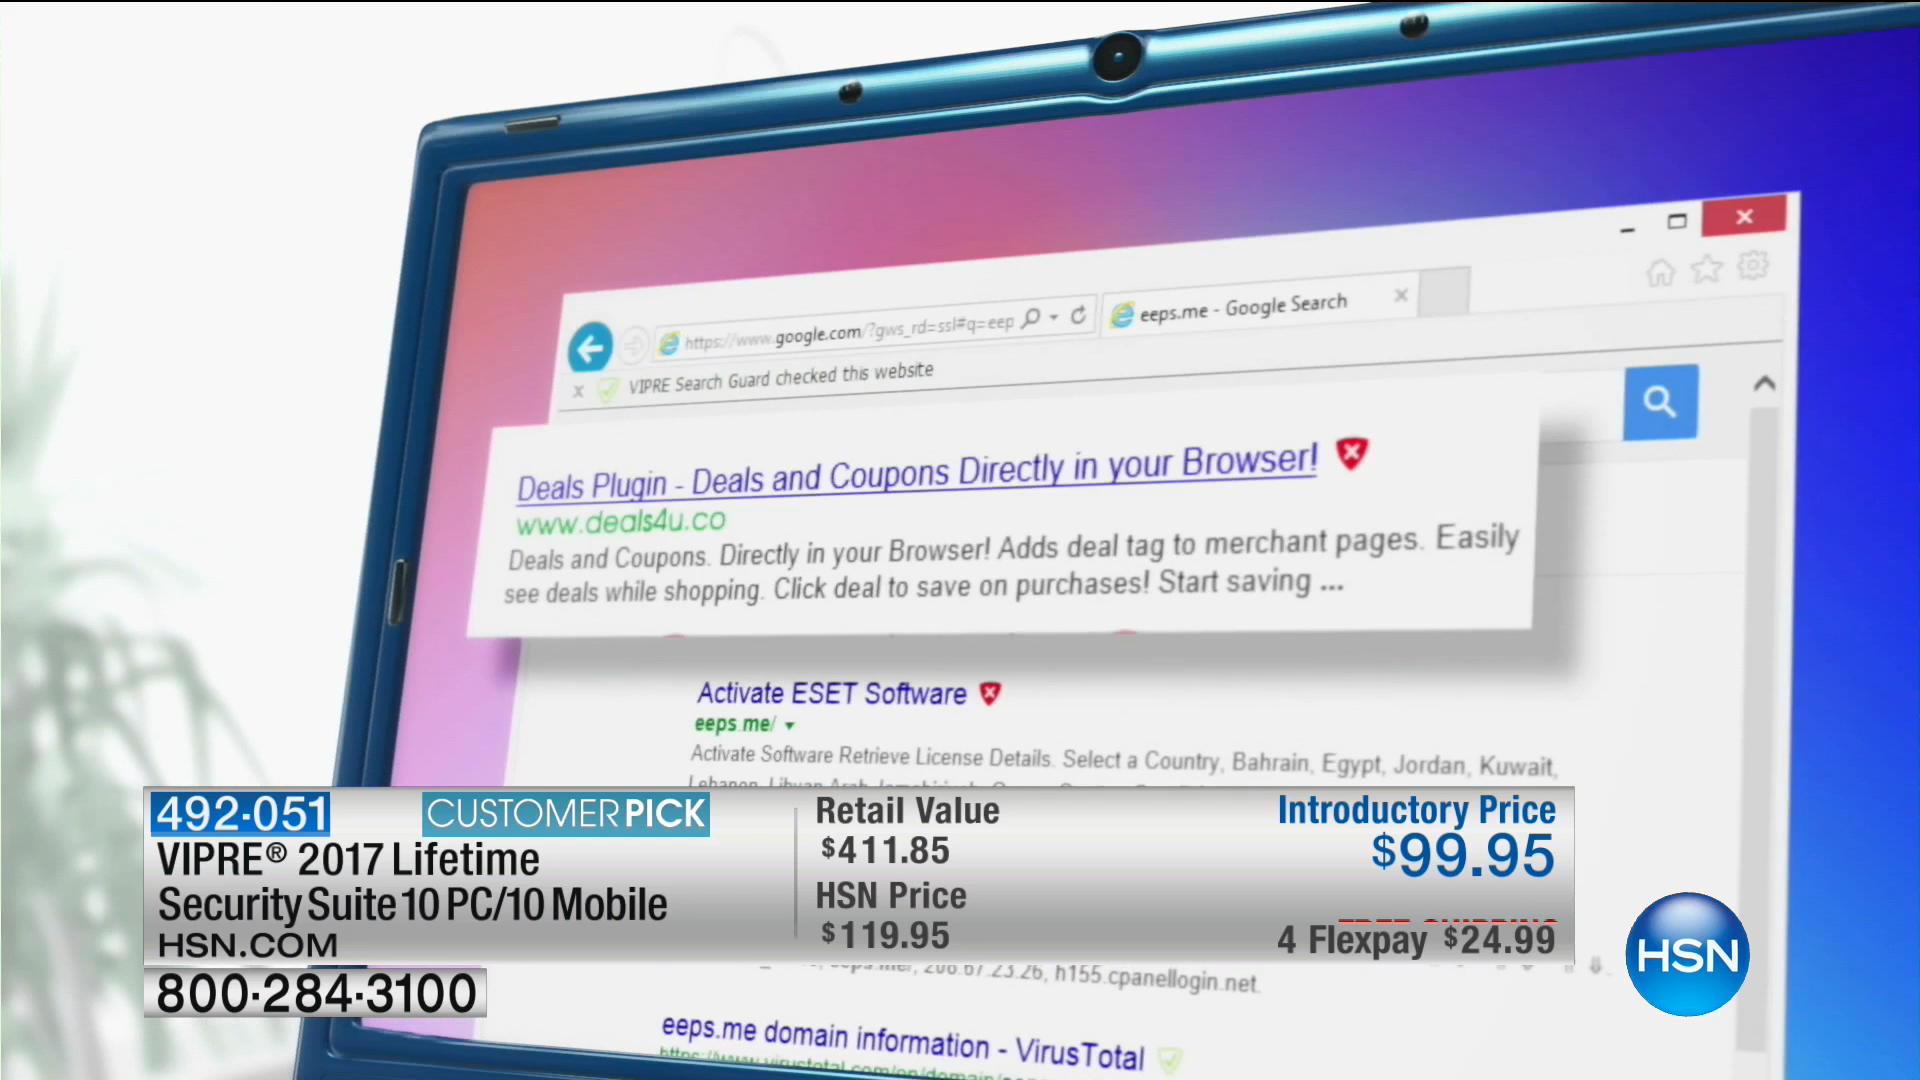 https://www.google.com/?gws_rd=ssl#q=eep
eeps.me - Google Search
VIPRE Search Guard checked this website
Deals Plugin - Deals and Coupons Directly in your Browser!
www.deals4u.co
Deals and Coupons. Directly in your Browser! Adds deal tag to merchant pages. Easily
see deals while shopping. Click deal to save on purchases! Start saving ...
Activate ESET Software
eeps.me/
Activate Software Retrieve License Details. Select a Country, Bahrain, Egypt, Jordan, Kuwait,
492-051
CUSTOMER PICK
VIPRE® 2017 Lifetime
Security Suite 10 PC/10 Mobile
HSN.COM
800·284·3100
Retail Value
$411.85
HSN Price
$119.95
Introductory Price
$99.95
4 Flexpay $24.99
HSN
208.67.23.26, h155.cpanellogin.net.
eeps.me domain information - VirusTotal